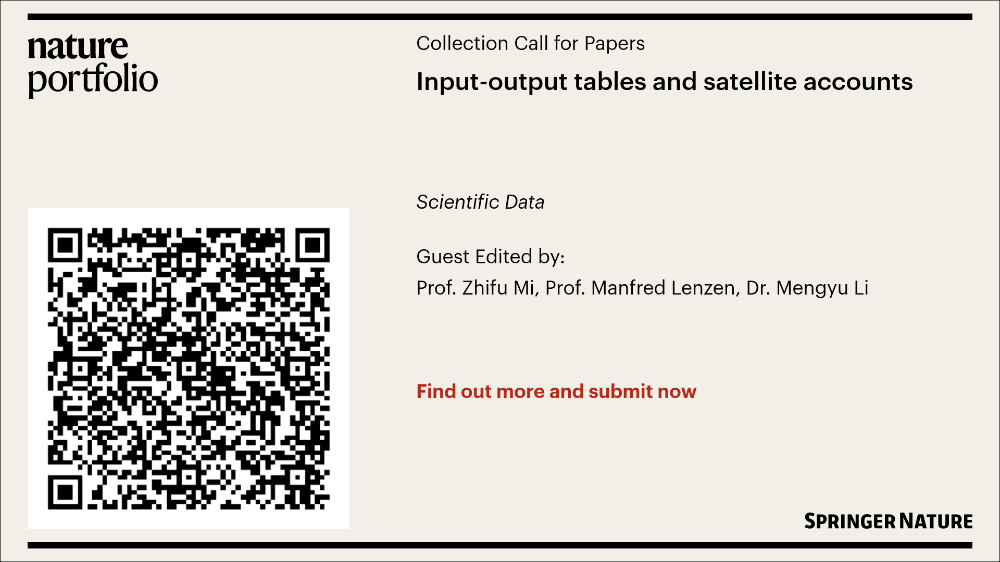 nature
portfolio
Collection Call for Papers
Input-output tables and satellite accounts
Scientific Data
Guest Edited by:
Prof. Zhifu Mi, Prof. Manfred Lenzen, Dr. Mengyu Li
Find out more and submit now
SPRINGER NATURE